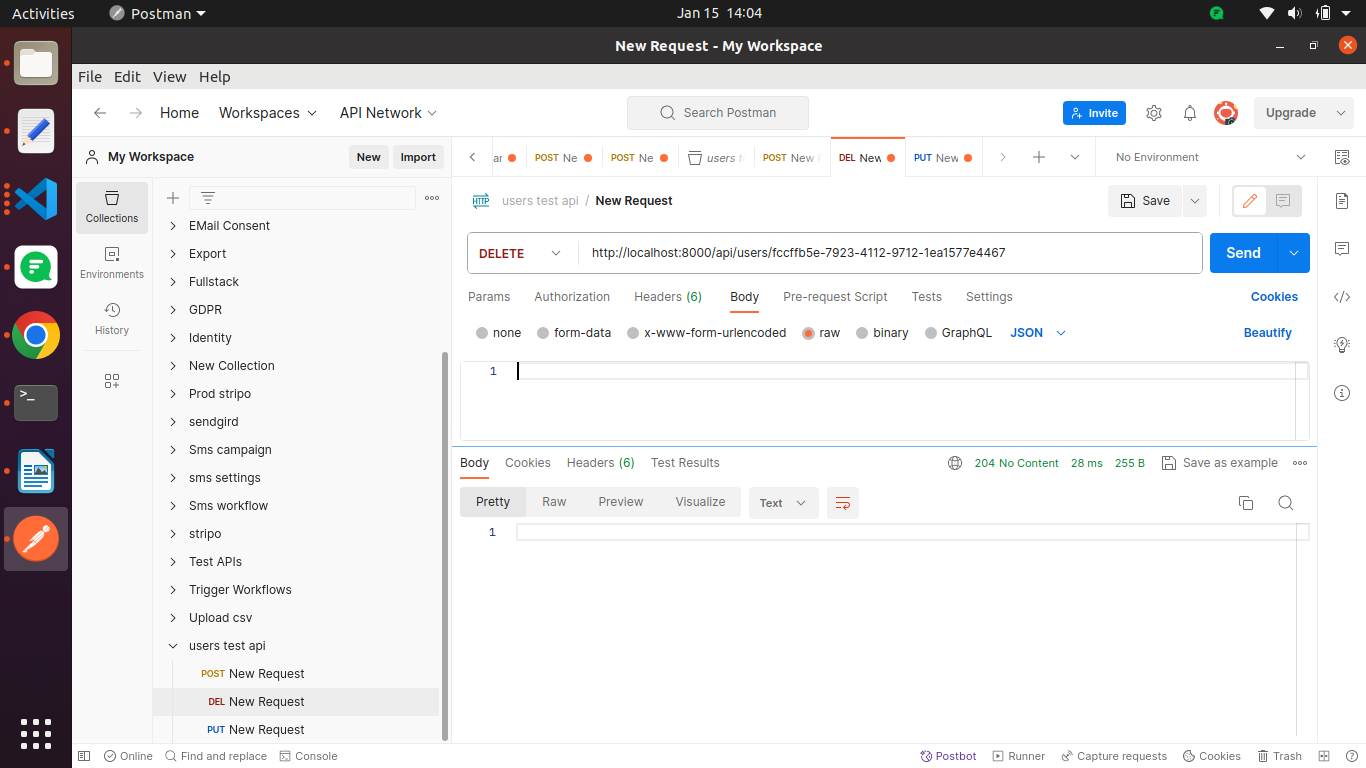 Activities Postman Jan 15 14:04
New Request - My Workspace
File Edit View Help
Home Workspaces API Network Search Postman Invite Upgrade
My Workspace New Import
POST Ne POST Ne users t POST New DEL New PUT New No Environment
Collections
Environments
History
EMail Consent
Export
Fullstack
GDPR
Identity
New Collection
Prod stripo
sendgird
Sms campaign
sms settings
Sms workflow
stripo
Test APIs
Trigger Workflows
Upload csv
users test api
POST New Request
DEL New Request
PUT New Request
HTTP users test api / New Request Save
DELETE http://localhost:8000/api/users/fccffb5e-7923-4112-9712-1ea1577e4467 Send
Params Authorization Headers (6) Body Pre-request Script Tests Settings Cookies
none form-data x-www-form-urlencoded raw binary GraphQL JSON Beautify
1
Body Cookies Headers (6) Test Results 204 No Content 28 ms 255 B Save as example
Pretty Raw Preview Visualize Text
1
Online Find and replace Console Postbot Runner Capture requests Cookies Trash